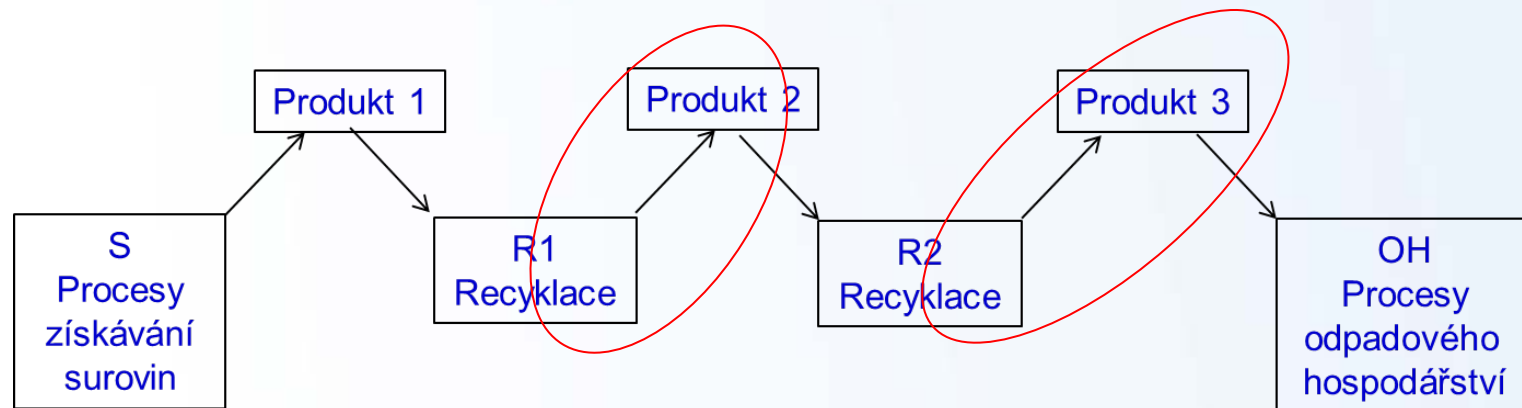 Produkt 1
Produkt 2
Produkt 3
S
Procesy
získávání
surovin
R1
Recyklace
R2
Recyklace
OH
Procesy
odpadového
hospodářství